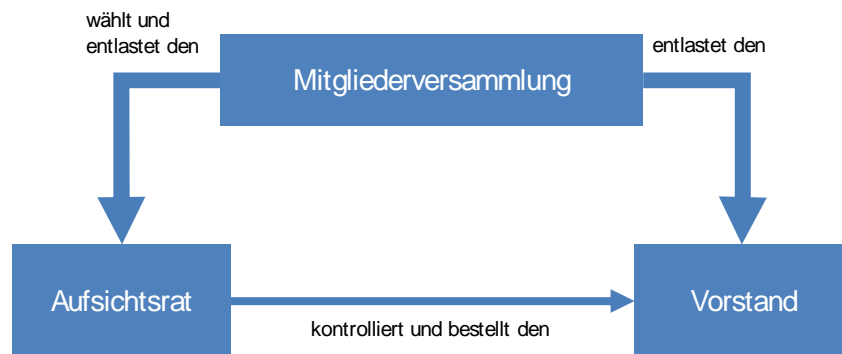 wählt und
entlastet den
entlastet den
Mitgliederversammlung
Aufsichtsrat
Vorstand
kontrolliert und bestellt den